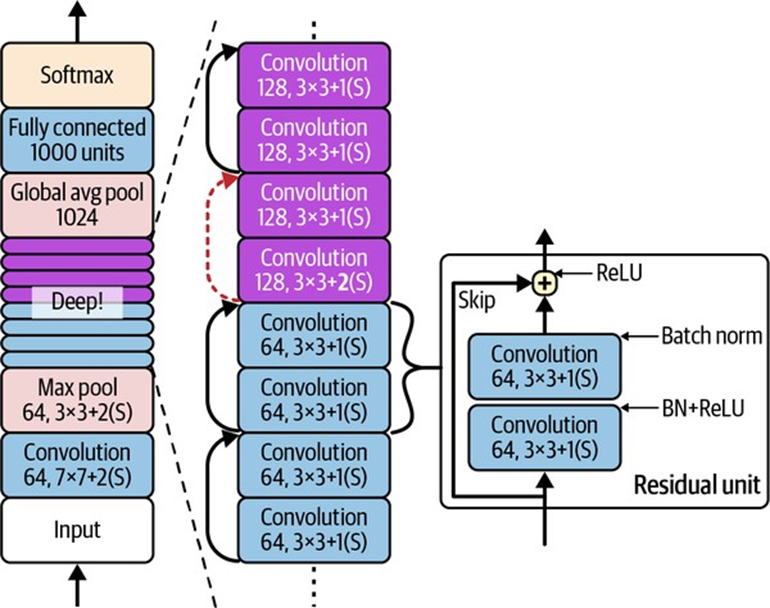 Softmax
Fully connected
1000 units
Global avg pool
1024
Deep!
Max pool
64, 3×3+2(S)
Convolution
64, 7×7+2(S)
Input
Convolution
128, 3×3+1(S)
Convolution
128, 3×3+1(S)
Convolution
128, 3×3+1(S)
Convolution
128, 3×3+2(S)
Convolution
64, 3×3+1(S)
Convolution
64, 3×3+1(S)
Convolution
64, 3×3+1(S)
Convolution
64, 3×3+1(S)
+
ReLU
Skip
Batch norm
Convolution
64, 3×3+1(S)
BN+ReLU
Convolution
64, 3×3+1(S)
Residual unit